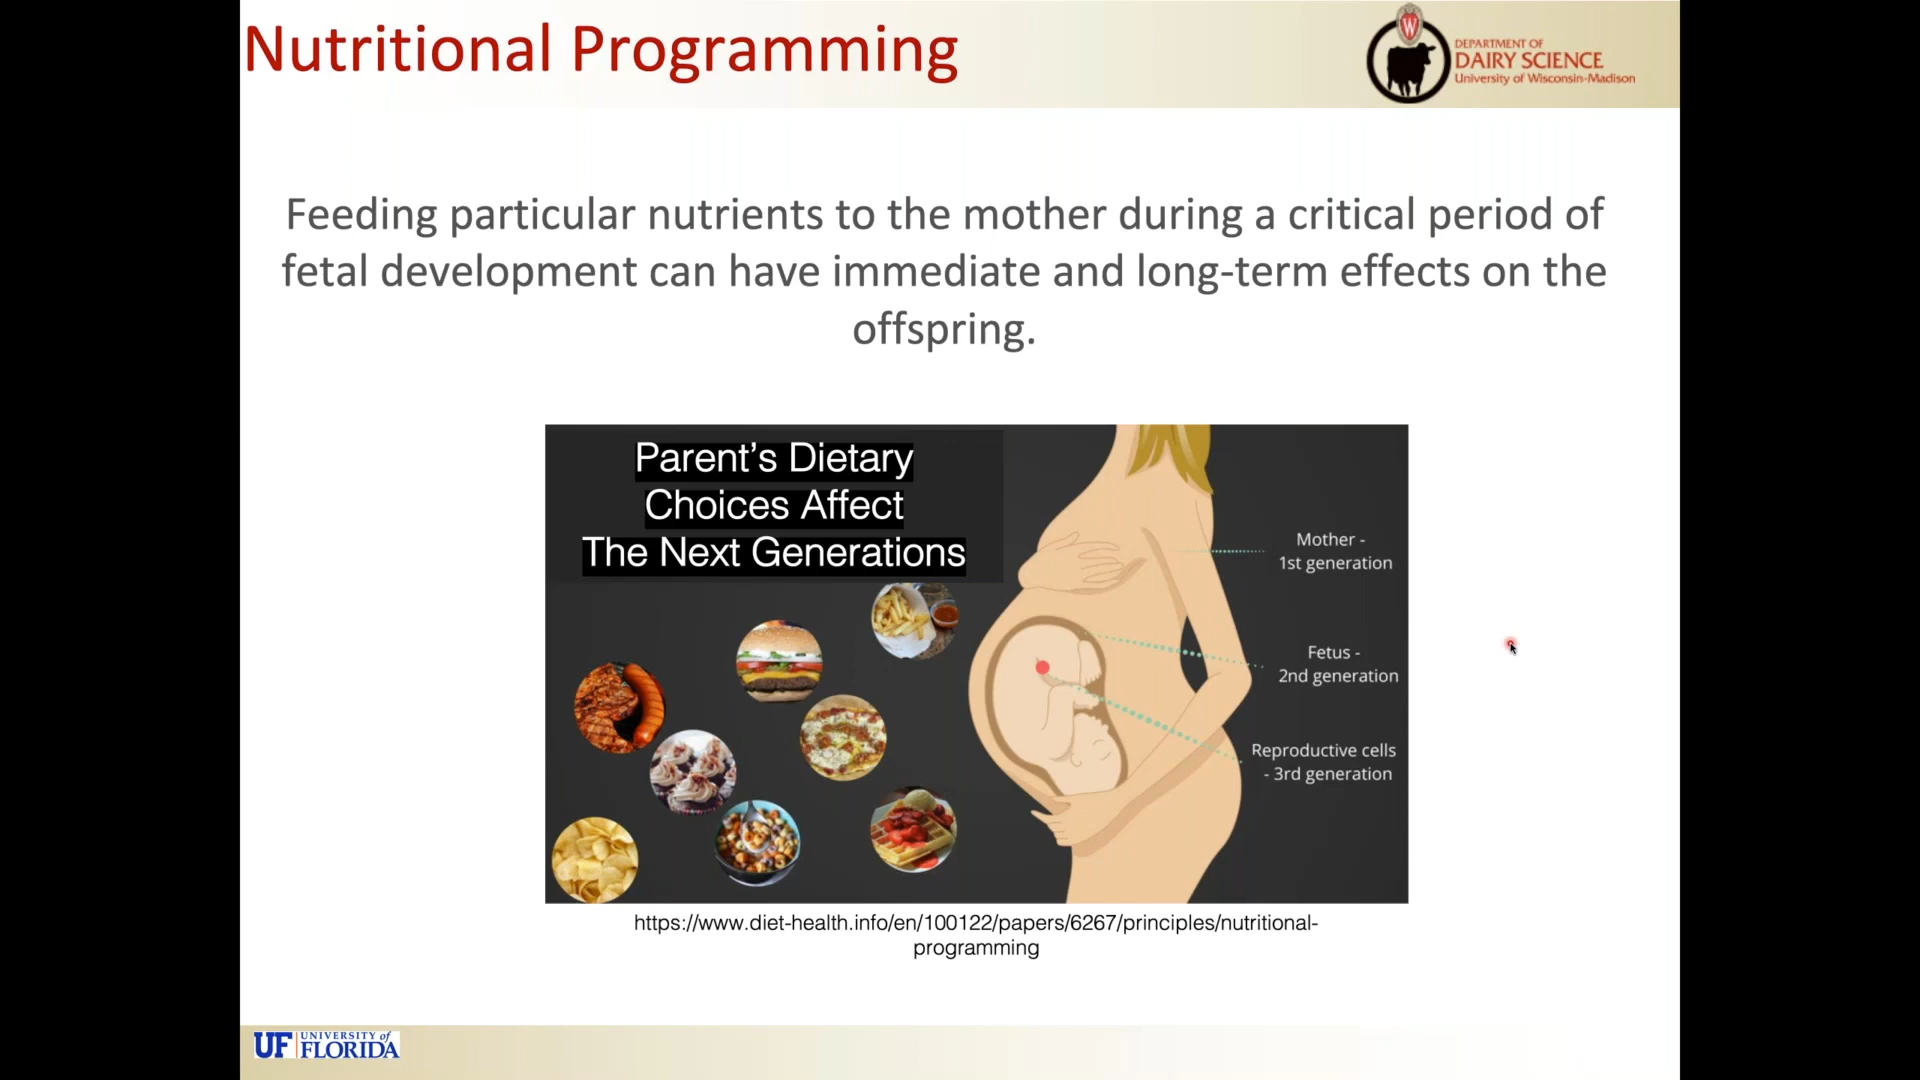 Nutritional Programming
DEPARTMENT OF
DAIRY SCIENCE
University of Wisconsin-Madison
W
Feeding particular nutrients to the mother during a critical period of
fetal development can have immediate and long-term effects on the
offspring.
Parent’s Dietary
Choices Affect
The Next Generations
Mother -
1st generation
Fetus -
2nd generation
Reproductive cells
- 3rd generation
https://www.diet-health.info/en/100122/papers/6267/principles/nutritional-
programming
UF UNIVERSITY of
FLORIDA